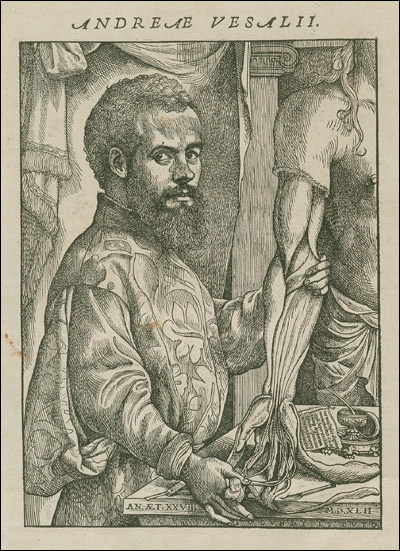 ANDREÆ VESALII.
AN. ÆT. XXVIII M.D.XLII